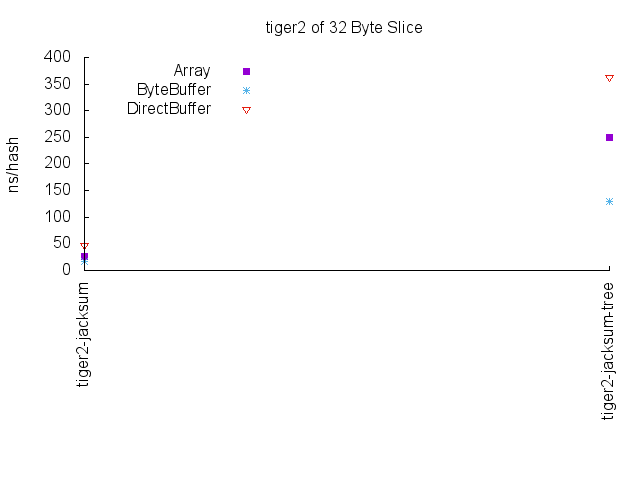 tiger2 of 32 Byte Slice
400
350
300
250
200
150
100
50
0
ns/hash
Array
ByteBuffer
DirectBuffer
tiger2-jacksum
tiger2-jacksum-tree